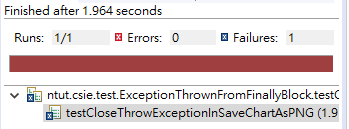 Finished after 1.964 seconds
Runs: 1/1 Errors: 0 Failures: 1
ntut.csie.test.ExceptionThrownFromFinallyBlock.testC
testCloseThrowExceptionInSaveChartAsPNG (1.9